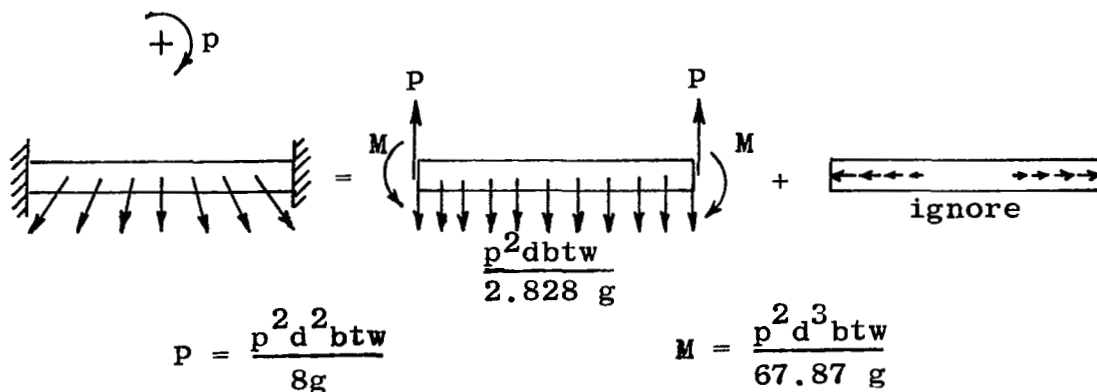 + p
P P
M M
= +
ignore
p²dbtw / 2.828 g
P = p²d²btw / 8g
M = p²d³btw / 67.87 g